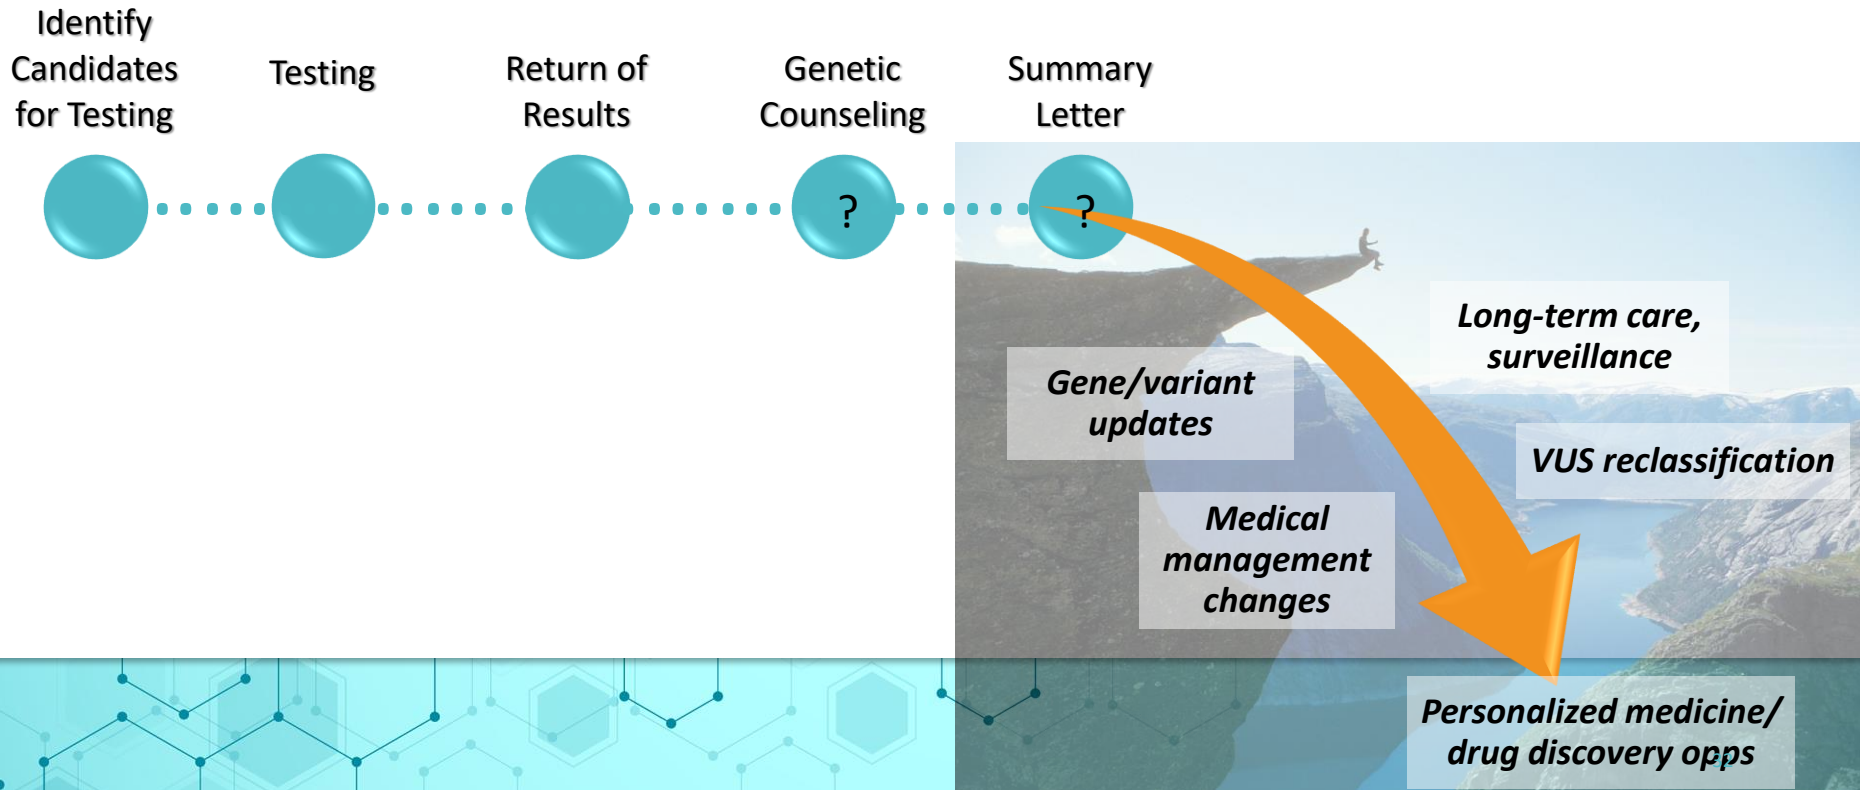 Identify
Candidates
for Testing
Testing
Return of
Results
Genetic
Counseling
Summary
Letter
?
?
Long-term care,
surveillance
Gene/variant
updates
VUS reclassification
Medical
management
changes
Personalized medicine/
drug discovery opps
32